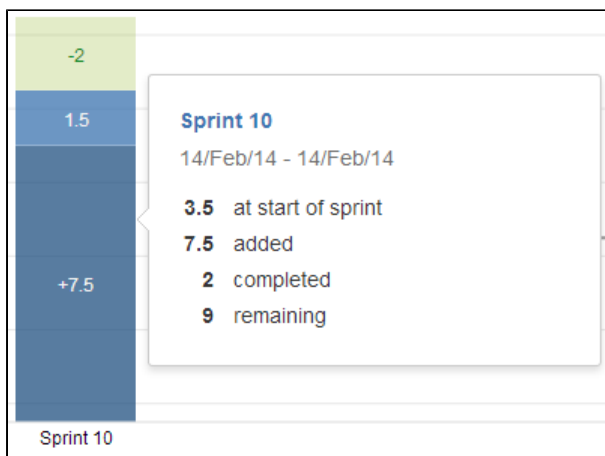 -2
1.5
+7.5
Sprint 10
Sprint 10
14/Feb/14 - 14/Feb/14
3.5 at start of sprint
7.5 added
2 completed
9 remaining